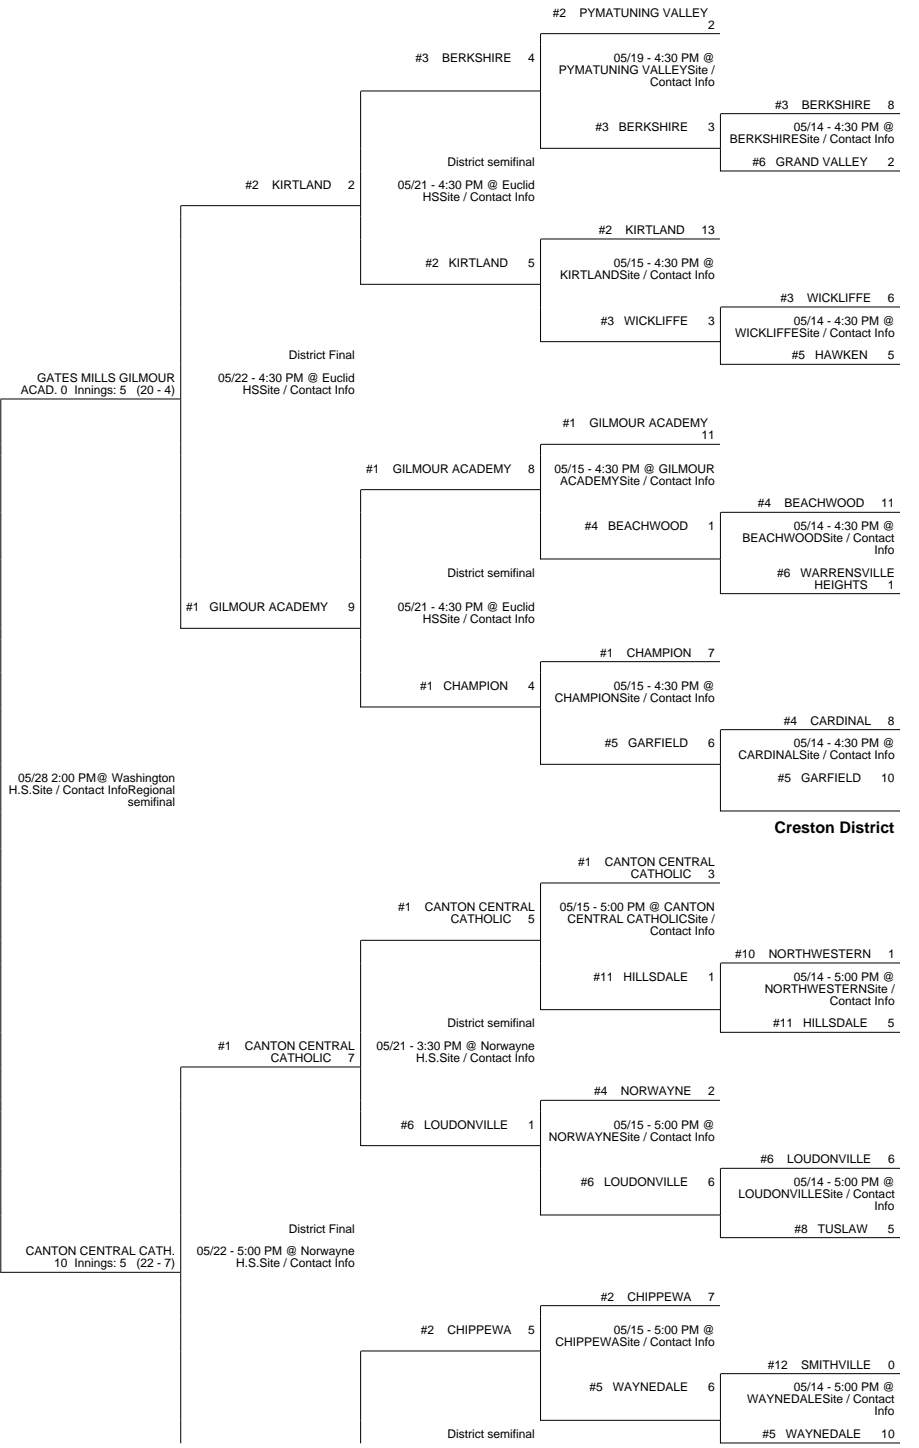 #2 PYMATUNING VALLEY
2
#3 BERKSHIRE 4
05/19 - 4:30 PM @
PYMATUNING VALLEYSite /
Contact Info
#3 BERKSHIRE 8
#3 BERKSHIRE 3
05/14 - 4:30 PM @
BERKSHIRESite / Contact Info
District semifinal
#6 GRAND VALLEY 2
#2 KIRTLAND 2
05/21 - 4:30 PM @ Euclid
HSSite / Contact Info
#2 KIRTLAND 13
#2 KIRTLAND 5
05/15 - 4:30 PM @
KIRTLANDSite / Contact Info
#3 WICKLIFFE 6
#3 WICKLIFFE 3
05/14 - 4:30 PM @
WICKLIFFESite / Contact Info
District Final
#5 HAWKEN 5
GATES MILLS GILMOUR
ACAD. 0 Innings: 5 (20 - 4)
05/22 - 4:30 PM @ Euclid
HSSite / Contact Info
#1 GILMOUR ACADEMY
11
#1 GILMOUR ACADEMY 8
05/15 - 4:30 PM @ GILMOUR
ACADEMYSite / Contact Info
#4 BEACHWOOD 11
#4 BEACHWOOD 1
05/14 - 4:30 PM @
BEACHWOODSite / Contact
Info
District semifinal
#6 WARRENSVILLE
HEIGHTS 1
#1 GILMOUR ACADEMY 9
05/21 - 4:30 PM @ Euclid
HSSite / Contact Info
#1 CHAMPION 7
#1 CHAMPION 4
05/15 - 4:30 PM @
CHAMPIONSite / Contact Info
#4 CARDINAL 8
#5 GARFIELD 6
05/14 - 4:30 PM @
CARDINALSite / Contact Info
05/28 2:00 PM@ Washington
H.S.Site / Contact InfoRegional
semifinal
#5 GARFIELD 10
Creston District
#1 CANTON CENTRAL
CATHOLIC 3
#1 CANTON CENTRAL
CATHOLIC 5
05/15 - 5:00 PM @ CANTON
CENTRAL CATHOLICSite /
Contact Info
#10 NORTHWESTERN 1
#11 HILLSDALE 1
05/14 - 5:00 PM @
NORTHWESTERNSite /
Contact Info
District semifinal
#11 HILLSDALE 5
#1 CANTON CENTRAL
CATHOLIC 7
05/21 - 3:30 PM @ Norwayne
H.S.Site / Contact Info
#4 NORWAYNE 2
#6 LOUDONVILLE 1
05/15 - 5:00 PM @
NORWAYNESite / Contact Info
#6 LOUDONVILLE 6
#6 LOUDONVILLE 6
05/14 - 5:00 PM @
LOUDONVILLESite / Contact
Info
District Final
#8 TUSLAW 5
CANTON CENTRAL CATH.
10 Innings: 5 (22 - 7)
05/22 - 5:00 PM @ Norwayne
H.S.Site / Contact Info
#2 CHIPPEWA 7
#2 CHIPPEWA 5
05/15 - 5:00 PM @
CHIPPEWASite / Contact Info
#12 SMITHVILLE 0
#5 WAYNEDALE 6
05/14 - 5:00 PM @
WAYNEDALESite / Contact
Info
District semifinal
#5 WAYNEDALE 10